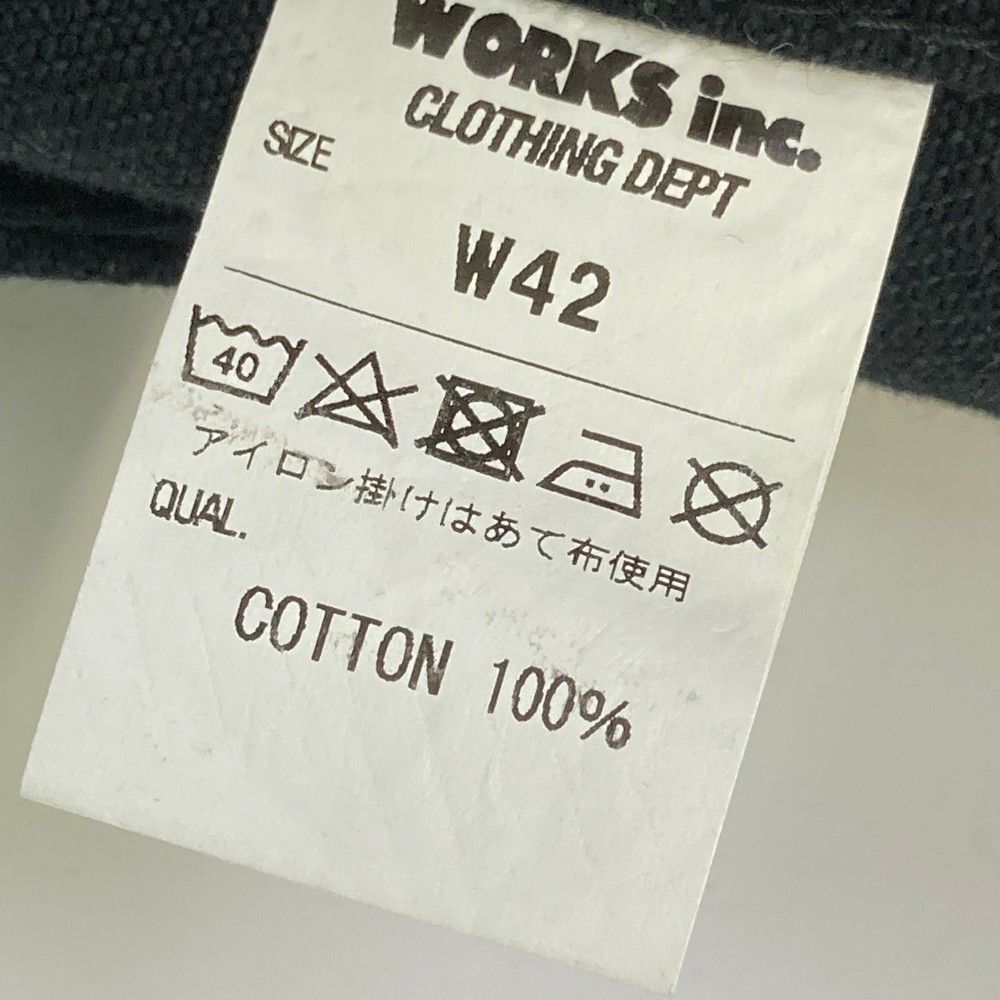 WORKS inc.
CLOTHING DEPT
SIZE
W42
40
アイロン掛けはあて布使用
QUAL.
COTTON 100%